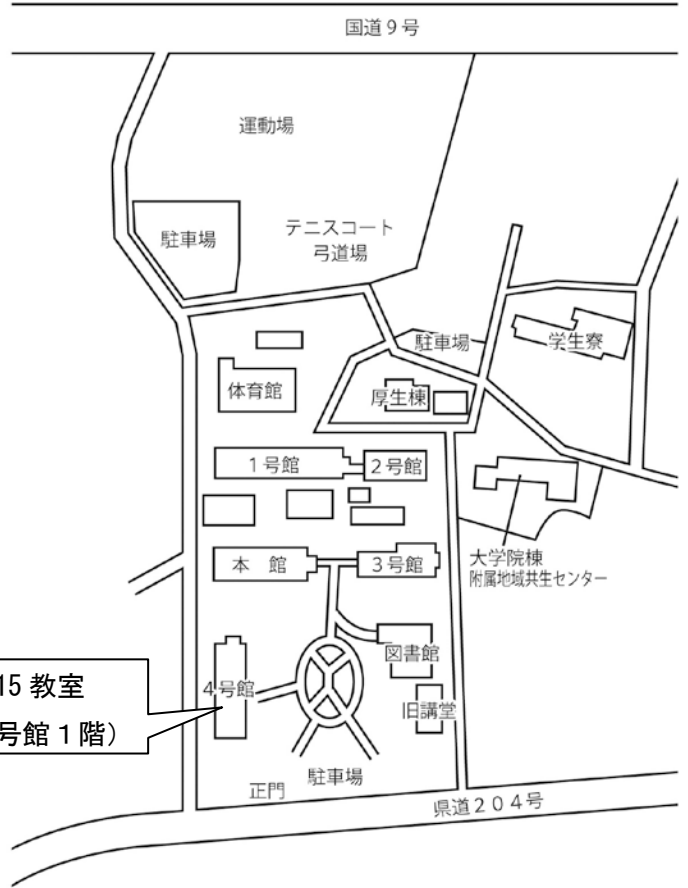 国道９号
運動場
テニスコート
弓道場
駐車場
駐車場
学生寮
体育館
厚生棟
１号館
２号館
本　館
３号館
大学院棟
附属地域共生センター
図書館
15 教室
号館 1 階）
４号館
旧講堂
駐車場
正門
県道２０４号